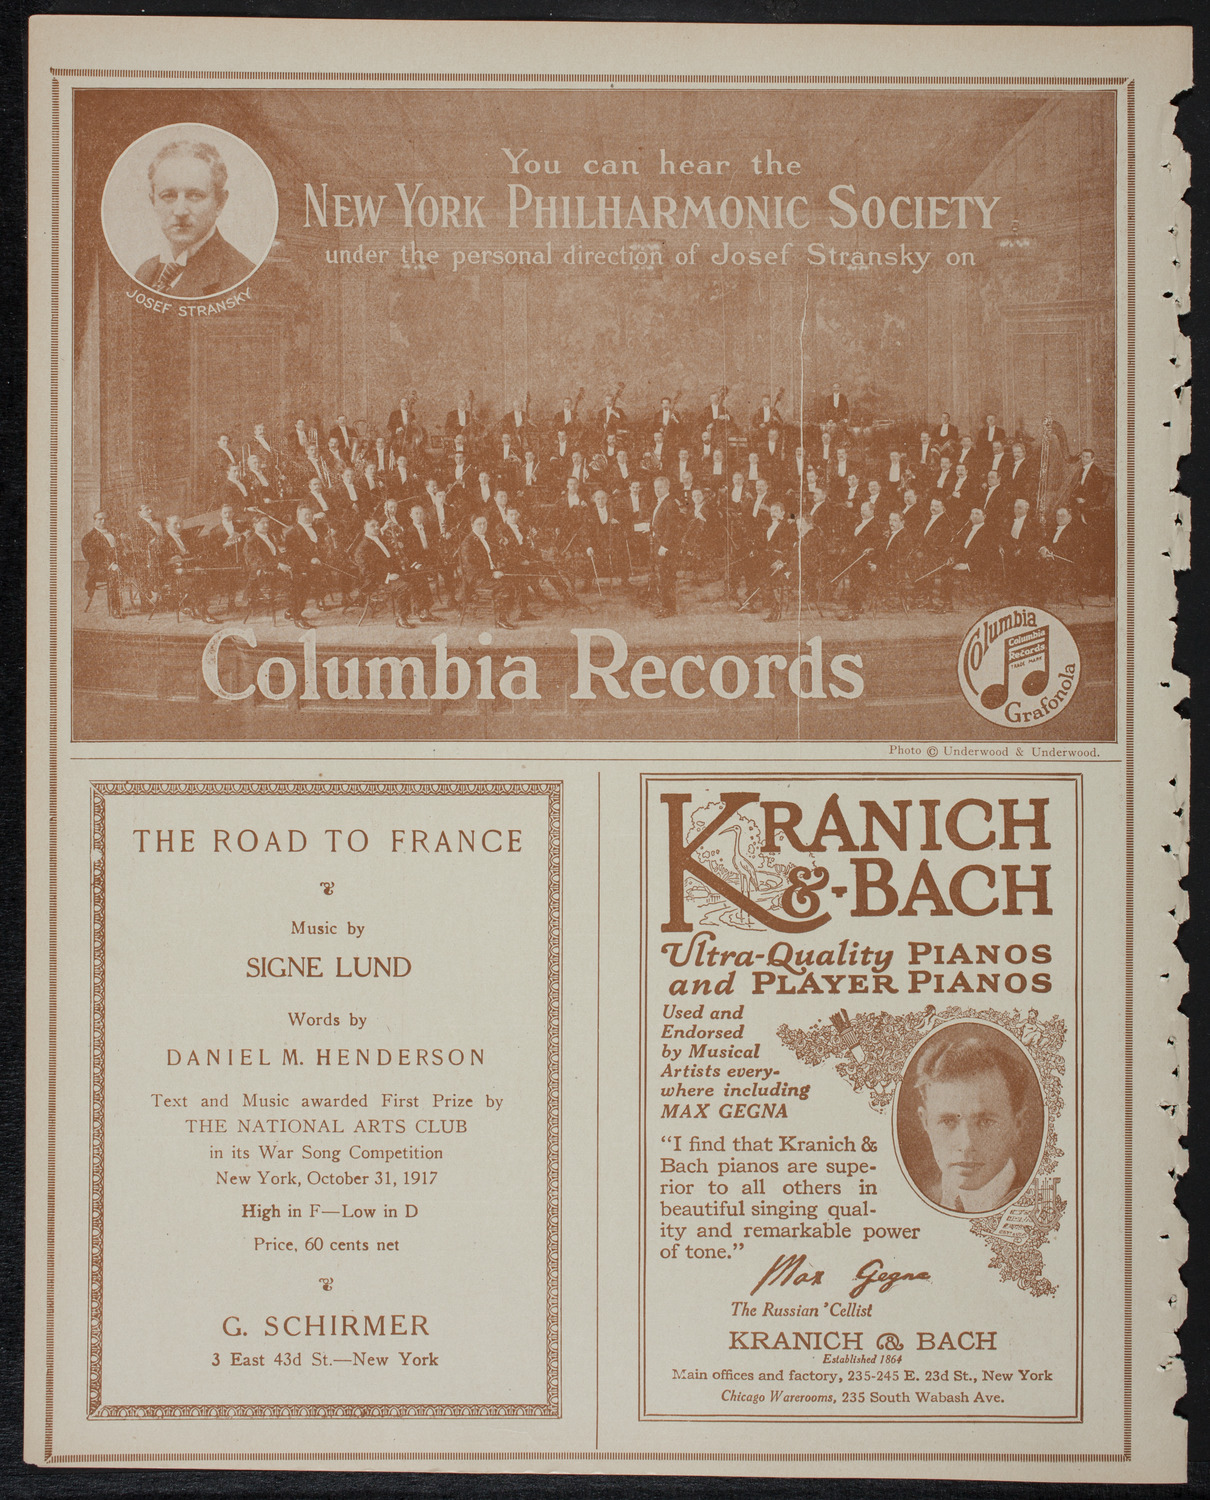 You can hear the
NEW YORK PHILHARMONIC SOCIETY
under the personal direction of Josef Stransky on
JOSEF STRANSKY
Columbia Records
Columbia
Columbia
Records
TRADE MARK
Grafonola
Photo © Underwood & Underwood.
THE ROAD TO FRANCE
Music by
SIGNE LUND
Words by
DANIEL M. HENDERSON
Text and Music awarded First Prize by
THE NATIONAL ARTS CLUB
in its War Song Competition
New York, October 31, 1917
High in F—Low in D
Price, 60 cents net
G. SCHIRMER
3 East 43d St.—New York
KRANICH
&-BACH
Ultra-Quality PIANOS
and PLAYER PIANOS
Used and
Endorsed
by Musical
Artists every-
where including
MAX GEGNA
"I find that Kranich &
Bach pianos are supe-
rior to all others in
beautiful singing qual-
ity and remarkable power
of tone."
Max Gegna
The Russian 'Cellist
KRANICH & BACH
Established 1864
Main offices and factory, 235-245 E. 23d St., New York
Chicago Warerooms, 235 South Wabash Ave.